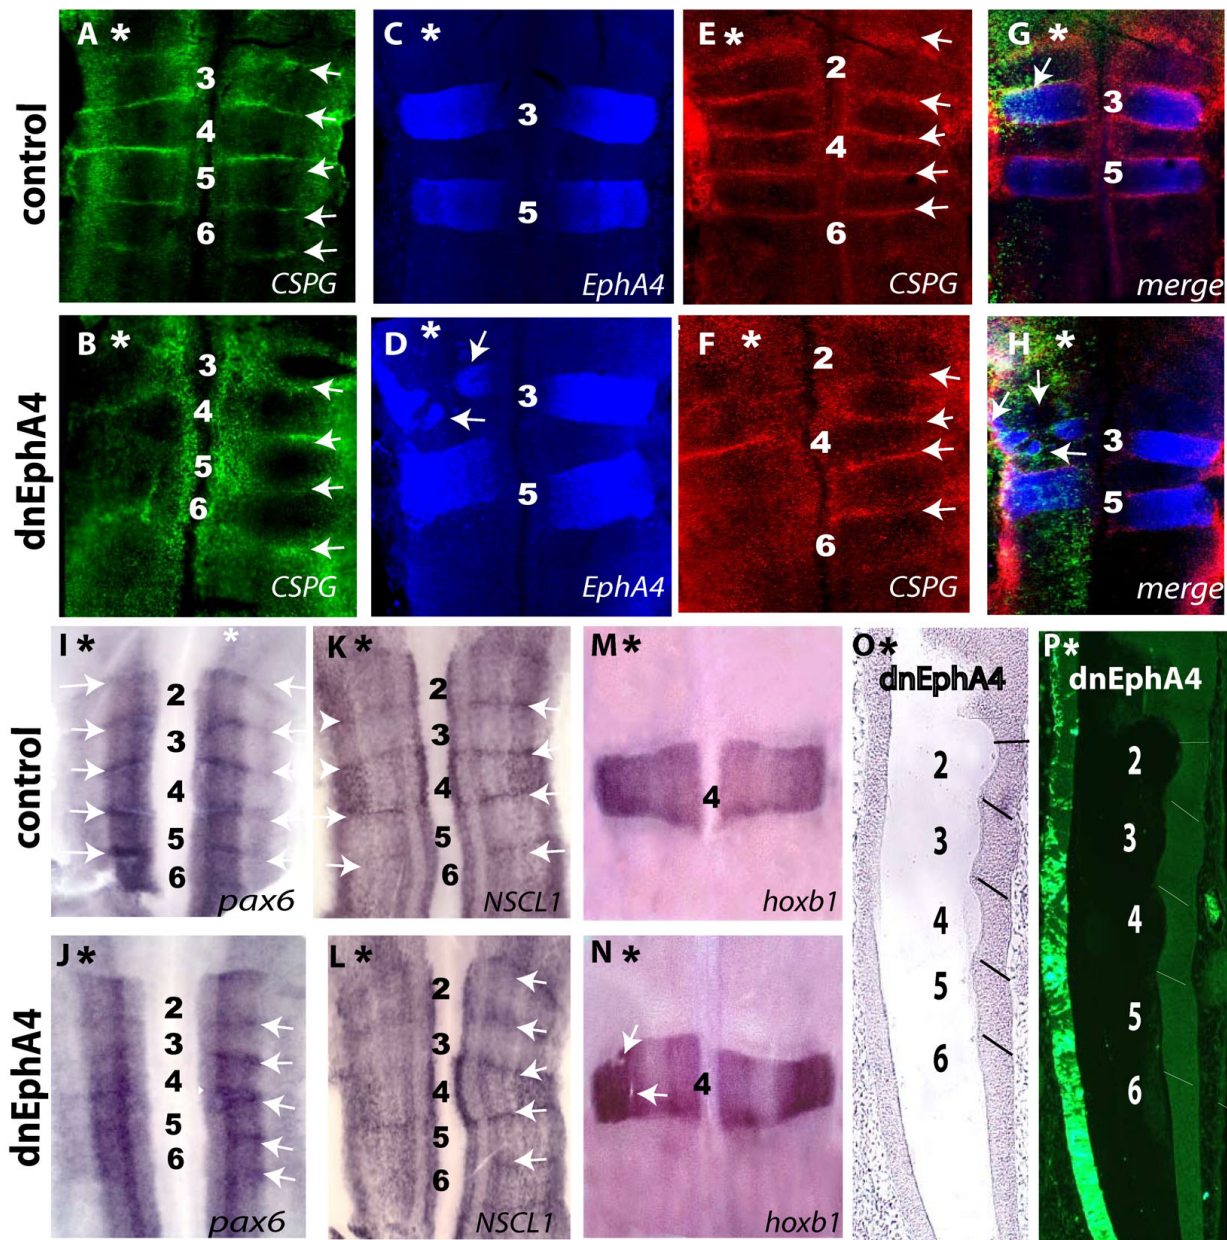 control
A *
3
4
5
6
CSPG
C *
3
5
EphA4
E *
2
4
6
CSPG
G *
3
5
merge
dnEphA4
B *
3
4
5
6
CSPG
D *
3
5
EphA4
F *
2
4
6
CSPG
H *
3
5
merge
control
I * *
2
3
4
5
6
pax6
K *
2
3
4
5
6
NSCL1
M *
4
hoxb1
dnEphA4
J *
2
3
4
5
6
pax6
L *
2
3
4
5
6
NSCL1
N *
4
hoxb1
O *
dnEphA4
2
3
4
5
6
P *
dnEphA4
2
3
4
5
6